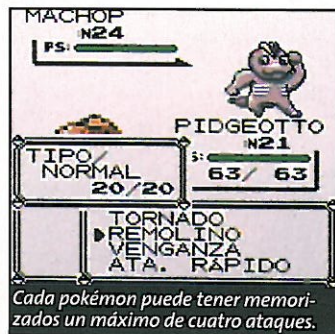 MACHOP
:N24
PS:
PIDGEOTTO
:N21
S:
63/ 63
TIPO/
NORMAL
20/20
TORNADO
▶REMOLINO
VENGANZA
ATA. RÁPIDO
Cada pokémon puede tener memori-
zados un máximo de cuatro ataques.